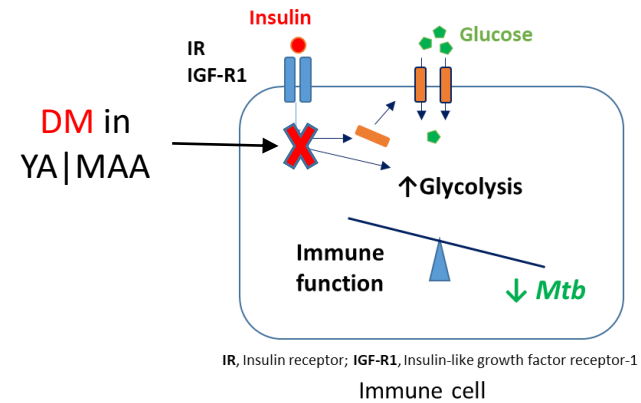 Insulin
IR
IGF-R1
Glucose
DM in
YA|MAA
↑Glycolysis
Immune
function
↓ Mtb
IR, Insulin receptor; IGF-R1, Insulin-like growth factor receptor-1
Immune cell